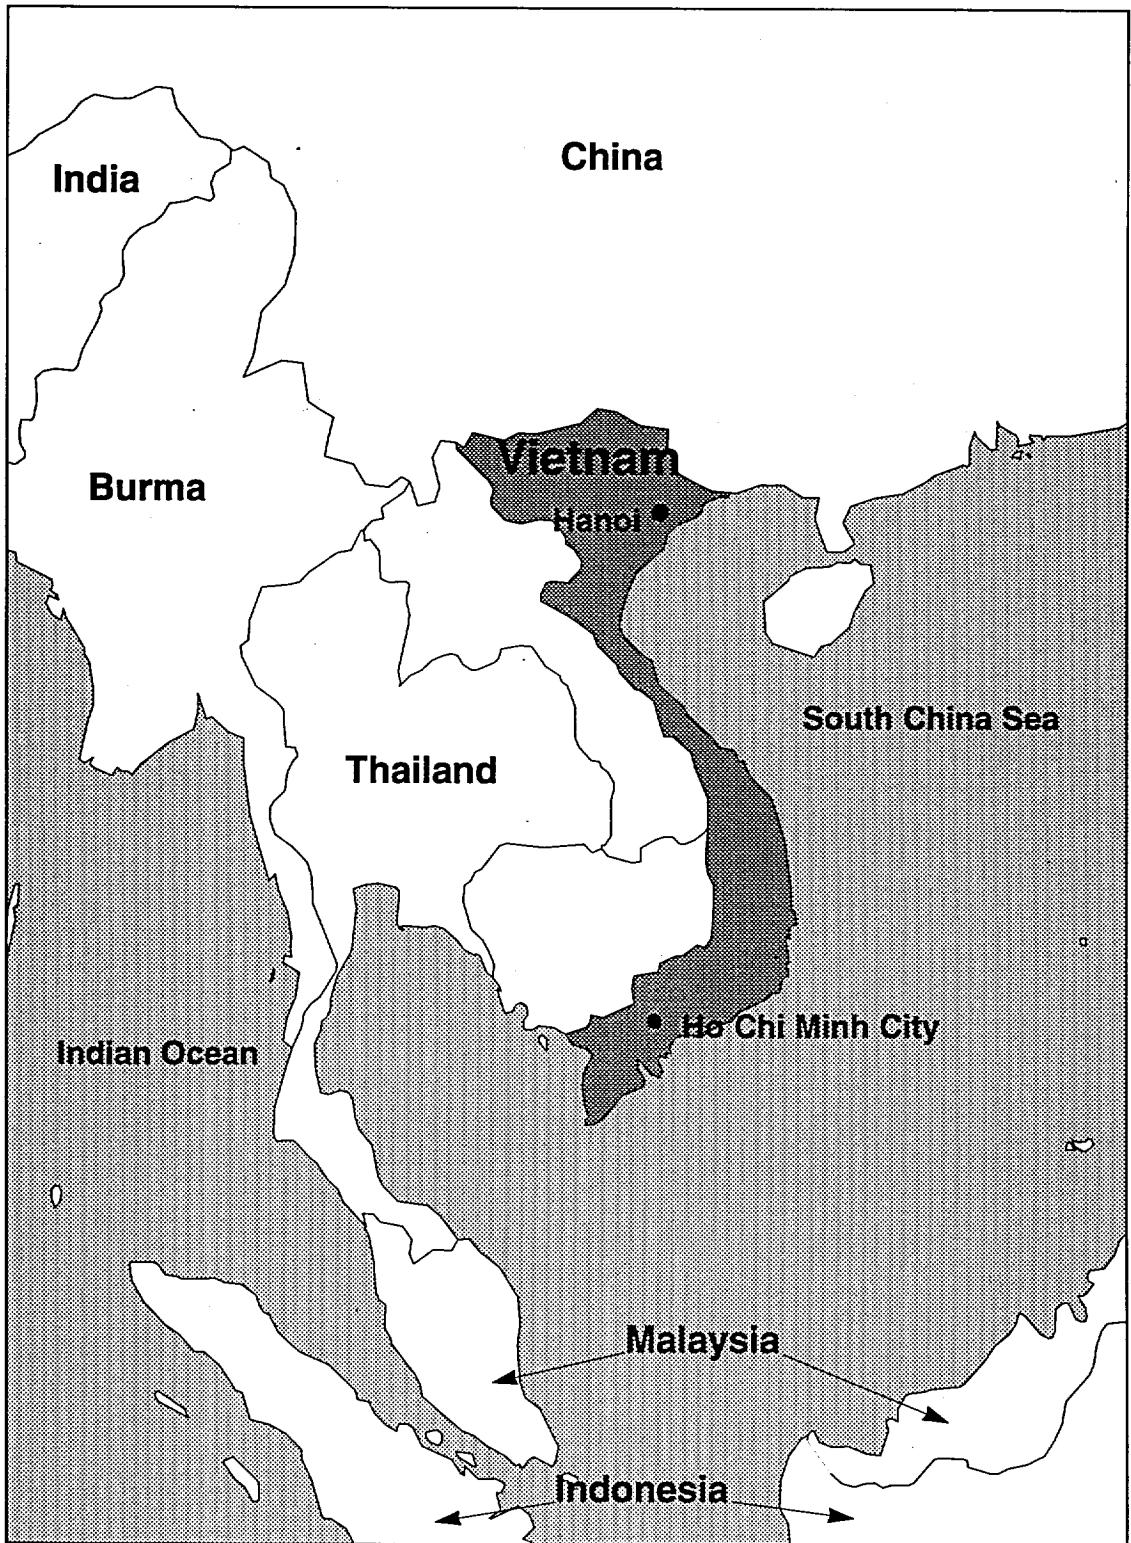 China
India
Vietnam
Burma
Hanoi
South China Sea
Thailand
Ho Chi Minh City
Indian Ocean
Malaysia
Indonesia